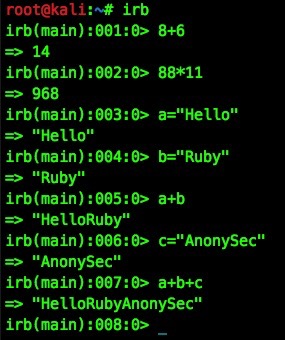 root@kali:~# irb
irb(main):001:0> 8+6
=> 14
irb(main):002:0> 88*11
=> 968
irb(main):003:0> a="Hello"
=> "Hello"
irb(main):004:0> b="Ruby"
=> "Ruby"
irb(main):005:0> a+b
=> "HelloRuby"
irb(main):006:0> c="AnonySec"
=> "AnonySec"
irb(main):007:0> a+b+c
=> "HelloRubyAnonySec"
irb(main):008:0> _